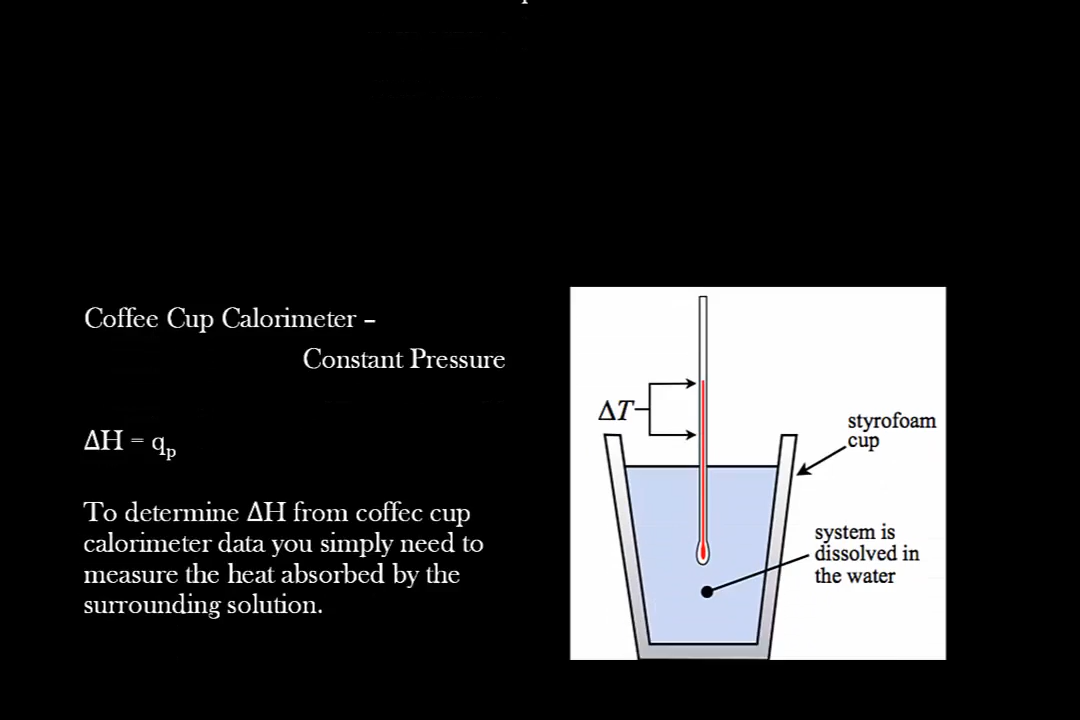 Coffee Cup Calorimeter –
Constant Pressure
ΔH = qp
To determine ΔH from coffee cup
calorimeter data you simply need to
measure the heat absorbed by the
surrounding solution.
ΔT
styrofoam
cup
system is
dissolved in
the water